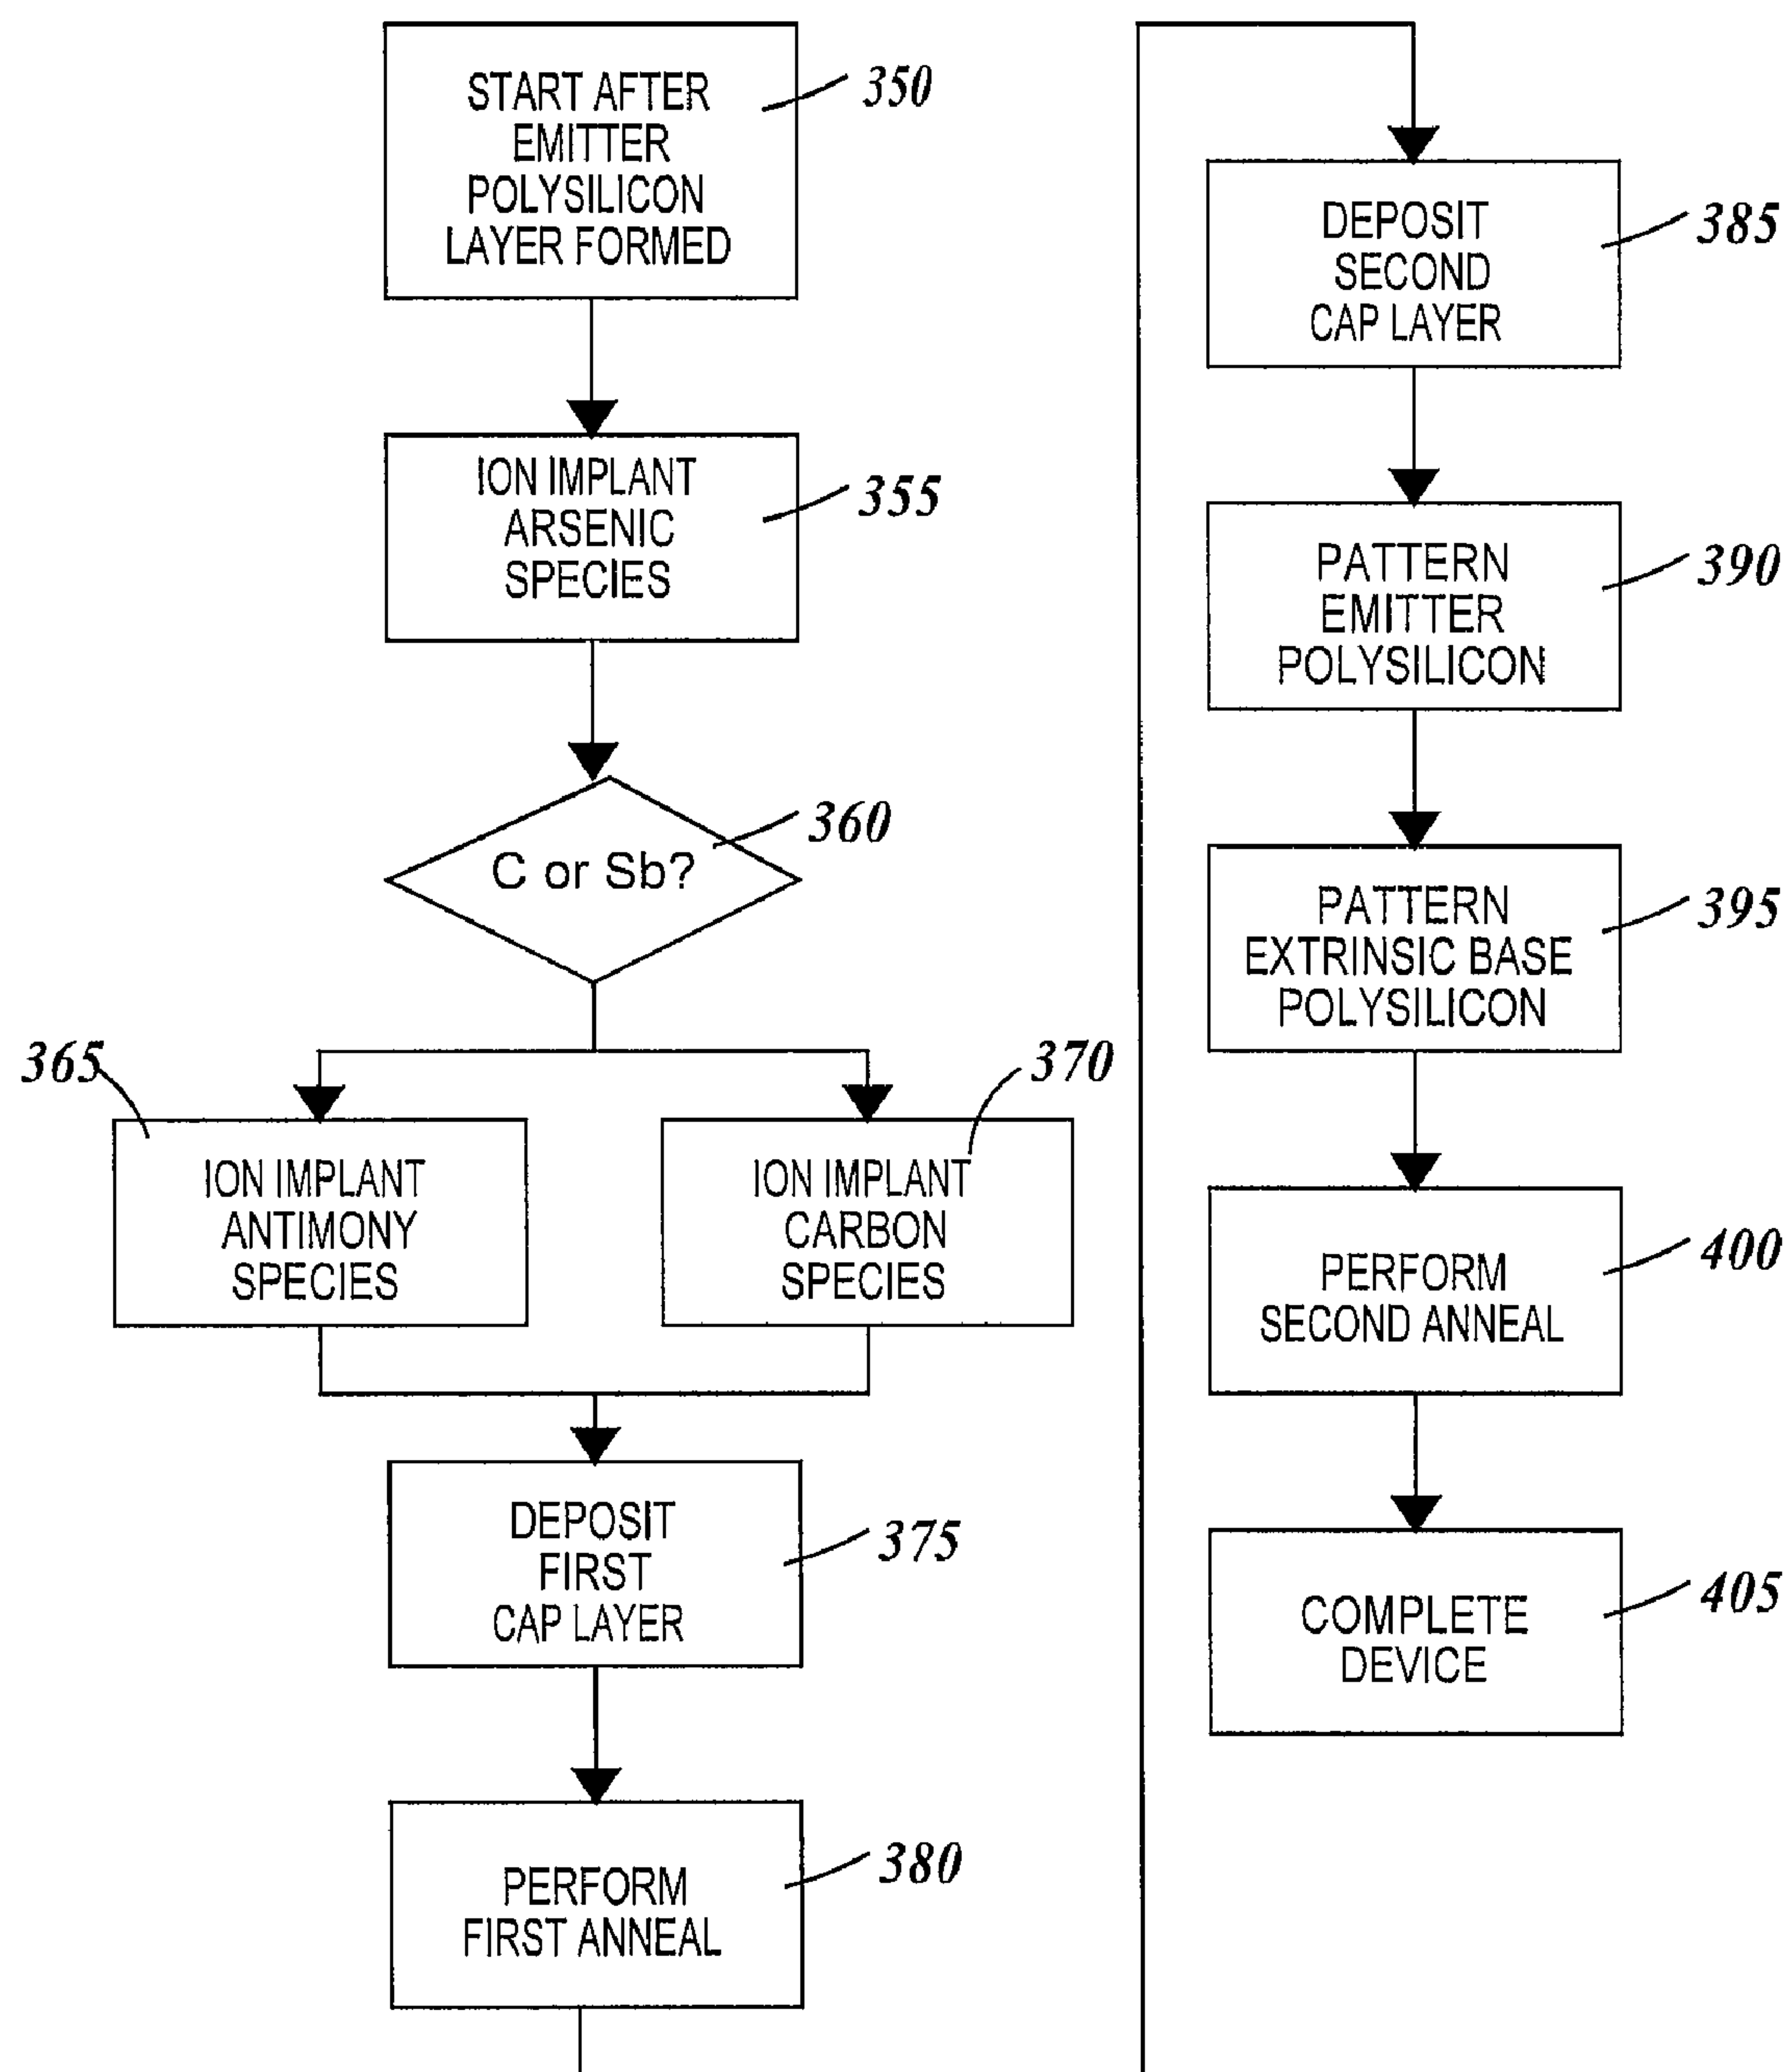 START AFTER
EMITTER
POLYSILICON
LAYER FORMED
350
ION IMPLANT
ARSENIC
SPECIES
355
C or Sb?
360
365
ION IMPLANT
ANTIMONY
SPECIES
370
ION IMPLANT
CARBON
SPECIES
DEPOSIT
FIRST
CAP LAYER
375
PERFORM
FIRST ANNEAL
380
DEPOSIT
SECOND
CAP LAYER
385
PATTERN
EMITTER
POLYSILICON
390
PATTERN
EXTRINSIC BASE
POLYSILICON
395
PERFORM
SECOND ANNEAL
400
COMPLETE
DEVICE
405